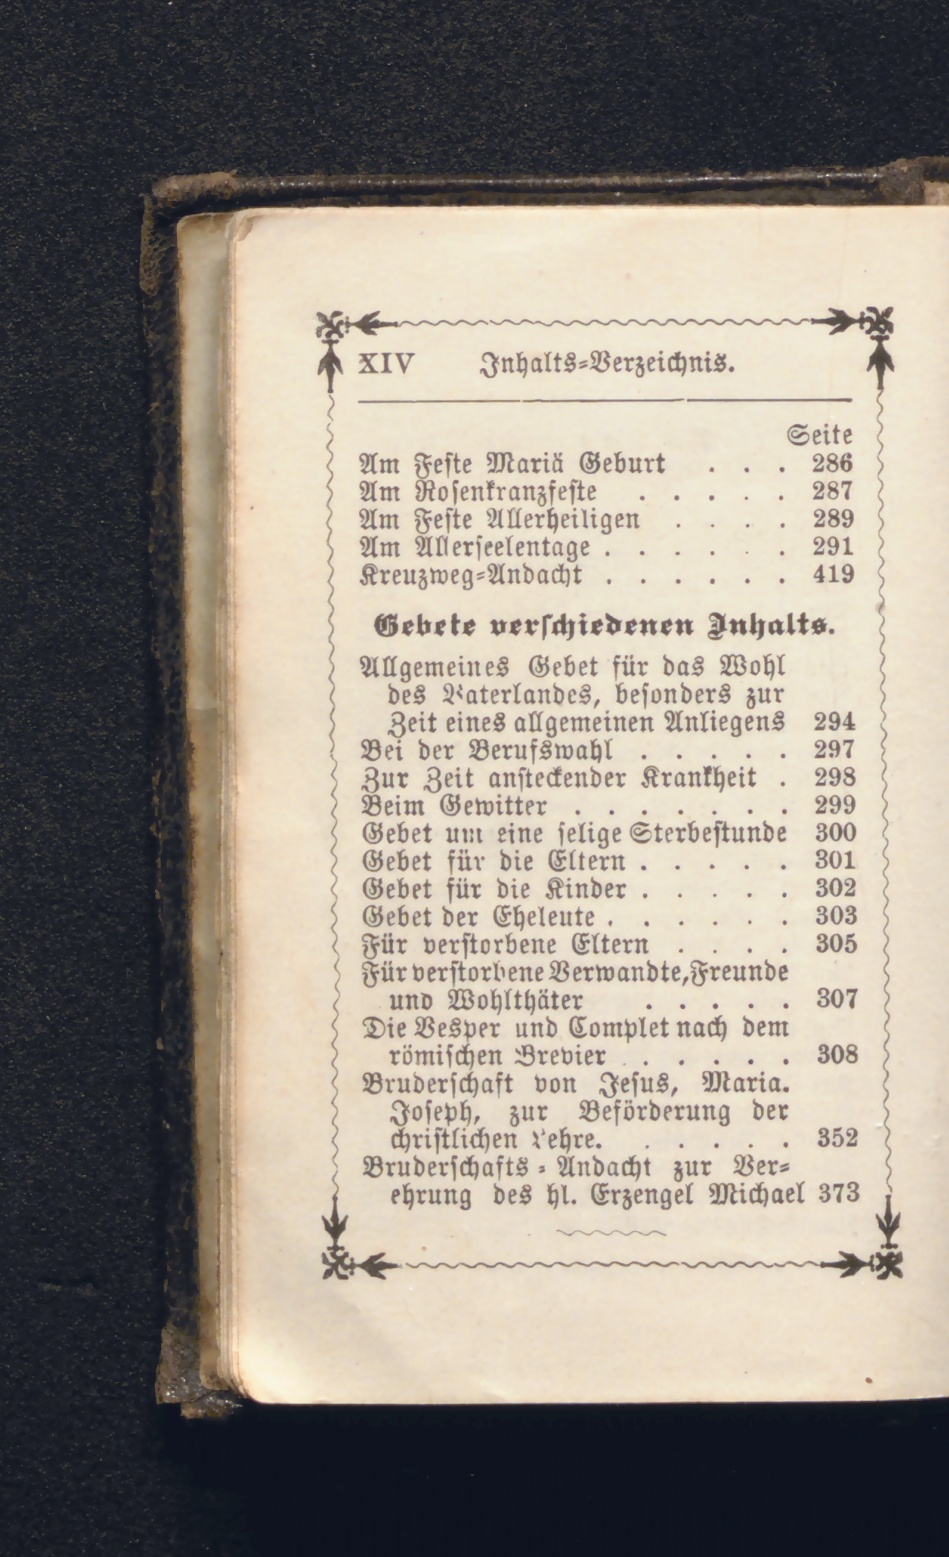 XIV Inhalts-Verzeichnis.
Seite
Am Feste Mariä Geburt . . . 286
Am Rosenkranzfeste . . . . . 287
Am Feste Allerheiligen . . . . 289
Am Allerseelentage . . . . . . 291
Kreuzweg-Andacht . . . . . . . 419
Gebete verschiedenen Inhalts.
Allgemeines Gebet für das Wohl
des Vaterlandes, besonders zur
Zeit eines allgemeinen Anliegens 294
Bei der Berufswahl . . . . . 297
Zur Zeit ansteckender Krankheit . 298
Beim Gewitter . . . . . . . 299
Gebet um eine selige Sterbestunde 300
Gebet für die Eltern . . . . . 301
Gebet für die Kinder . . . . . 302
Gebet der Eheleute . . . . . . 303
Für verstorbene Eltern . . . . 305
Für verstorbene Verwandte, Freunde
und Wohlthäter . . . . . 307
Die Vesper und Complet nach dem
römischen Brevier . . . . . . 308
Bruderschaft von Jesus, Maria.
Joseph, zur Beförderung der
christlichen Lehre. . . . . . 352
Bruderschafts-Andacht zur Ver-
ehrung des hl. Erzengel Michael 373